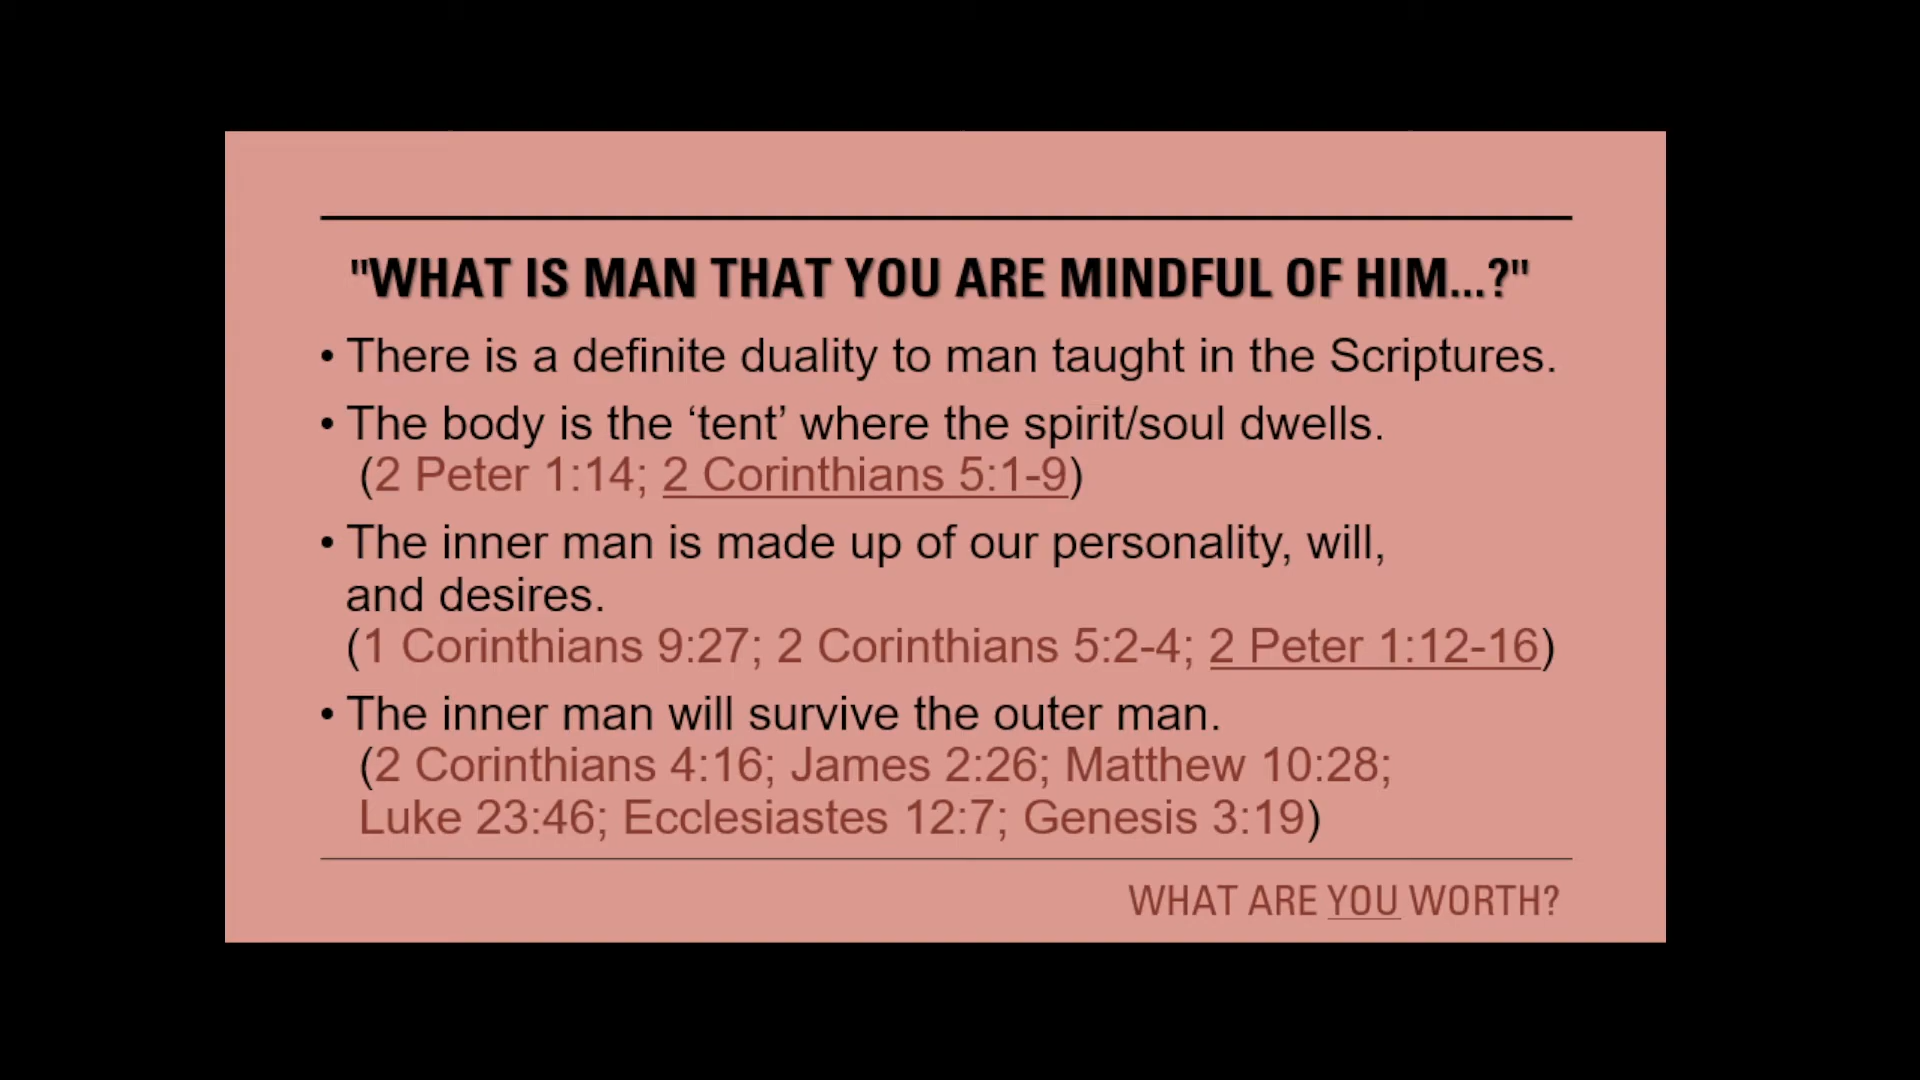 "WHAT IS MAN THAT YOU ARE MINDFUL OF HIM...?"
• There is a definite duality to man taught in the Scriptures.
• The body is the ‘tent’ where the spirit/soul dwells.
(2 Peter 1:14; 2 Corinthians 5:1-9)
• The inner man is made up of our personality, will,
and desires.
(1 Corinthians 9:27; 2 Corinthians 5:2-4; 2 Peter 1:12-16)
• The inner man will survive the outer man.
(2 Corinthians 4:16; James 2:26; Matthew 10:28;
Luke 23:46; Ecclesiastes 12:7; Genesis 3:19)
WHAT ARE YOU WORTH?